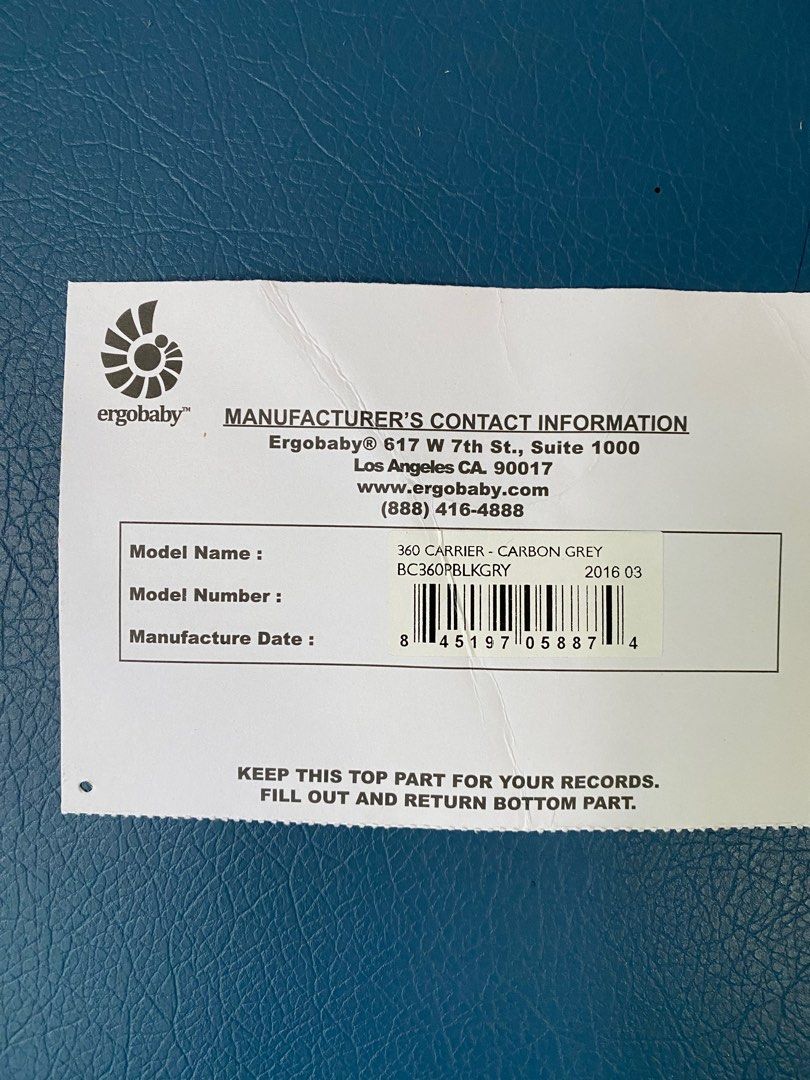 ergobaby™
MANUFACTURER'S CONTACT INFORMATION
Ergobaby® 617 W 7th St., Suite 1000
Los Angeles CA. 90017
www.ergobaby.com
(888) 416-4888
Model Name : 360 CARRIER - CARBON GREY
BC360PBLKGRY 2016 03
Model Number :
Manufacture Date : 8 45197 05887 4
KEEP THIS TOP PART FOR YOUR RECORDS.
FILL OUT AND RETURN BOTTOM PART.